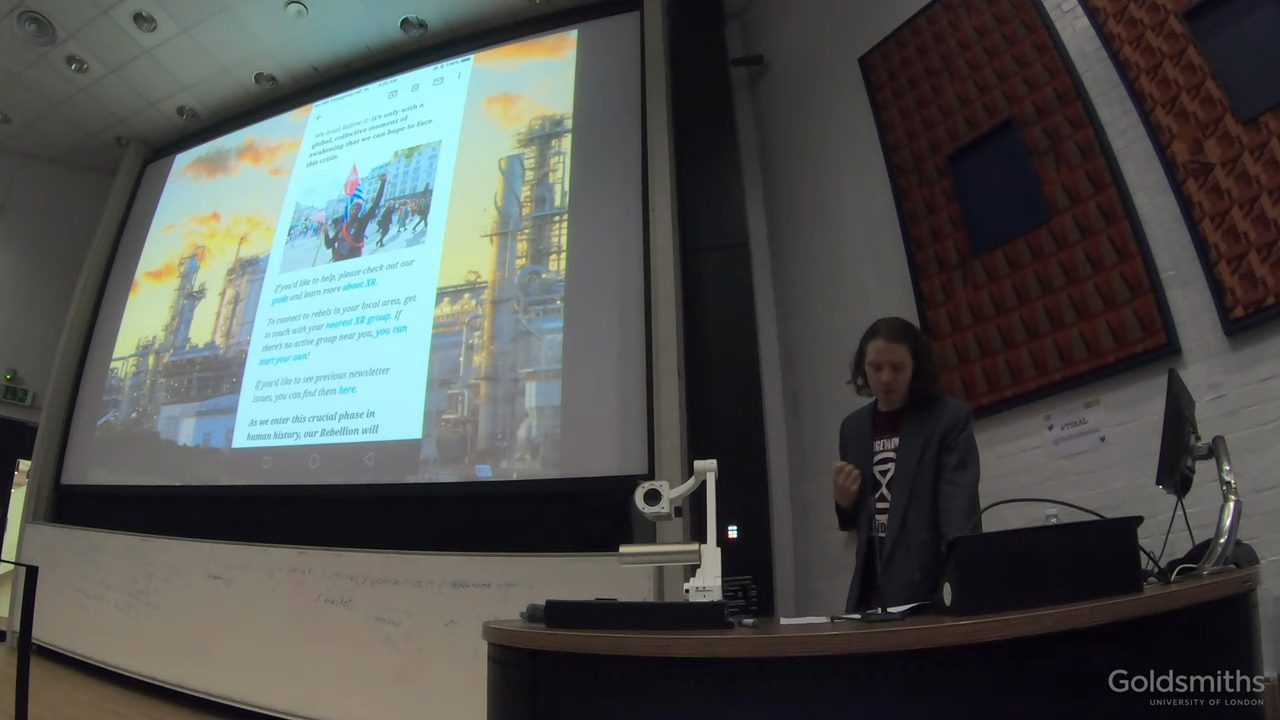 We must follow it: it's only with a
global, collective moment of
awakening that we can hope to face
this crisis.
If you'd like to help, please check out our
guide and learn more about XR.
To connect to rebels in your local area, get
in touch with your nearest XR group. If
there's no active group near you, you can
start your own!
If you'd like to see previous newsletter
issues, you can find them here.
As we enter this crucial phase in
human history, our Rebellion will
Goldsmiths
UNIVERSITY OF LONDON